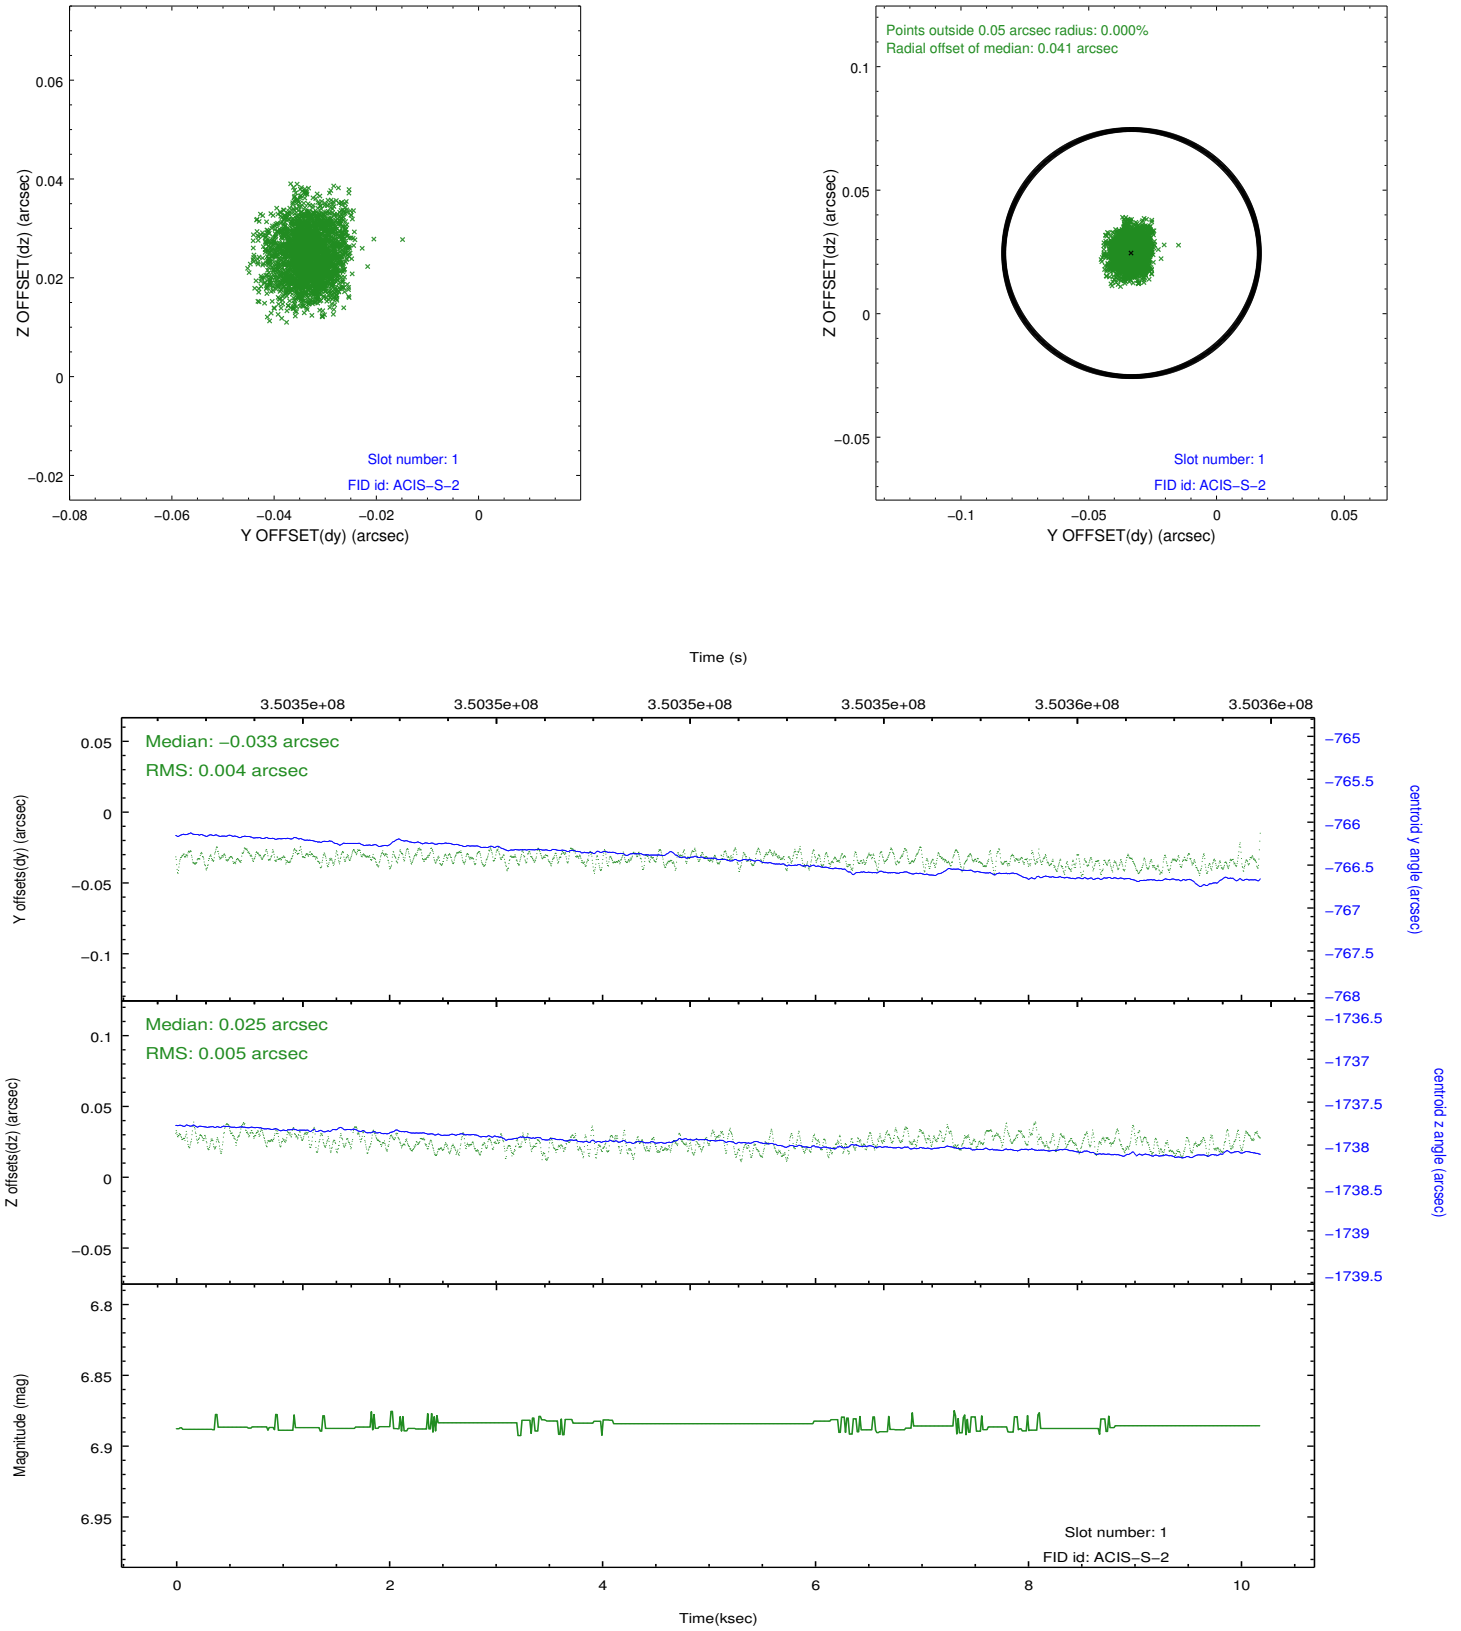 0.06
0.04
0.02
0
−0.02
Z OFFSET(dz) (arcsec)
Slot number: 1
FID id: ACIS−S−2
−0.08 −0.06 −0.04 −0.02 0
Y OFFSET(dy) (arcsec)
Points outside 0.05 arcsec radius: 0.000%
Radial offset of median: 0.041 arcsec
0.1
0.05
0
−0.05
Z OFFSET(dz) (arcsec)
Slot number: 1
FID id: ACIS−S−2
−0.1 −0.05 0 0.05
Y OFFSET(dy) (arcsec)
Time (s)
3.5035e+08 3.5035e+08 3.5035e+08 3.5035e+08 3.5036e+08 3.5036e+08
Median: −0.033 arcsec
RMS: 0.004 arcsec
0.05
0
−0.05
−0.1
Y offsets(dy) (arcsec)
−765
−765.5
−766
−766.5
−767
−767.5
−768
centroid y angle (arcsec)
Median: 0.025 arcsec
RMS: 0.005 arcsec
0.1
0.05
0
−0.05
Z offsets(dz) (arcsec)
−1736.5
−1737
−1737.5
−1738
−1738.5
−1739
−1739.5
centroid z angle (arcsec)
6.8
6.85
6.9
6.95
Magnitude (mag)
Slot number: 1
FID id: ACIS−S−2
0 2 4 6 8 10
Time(ksec)